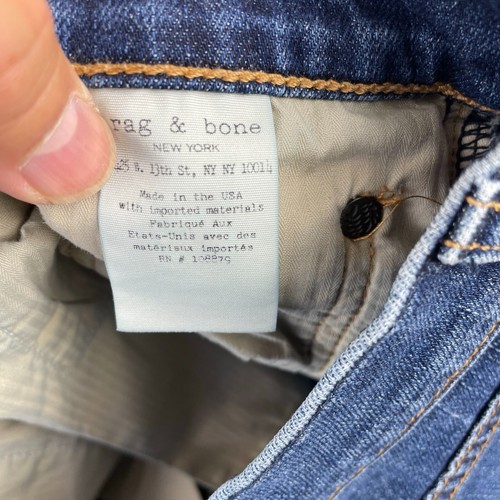 rag & bone
NEW YORK
425 W. 13th St, NY NY 10014
Made in the USA
with imported materials
Fabriqué Aux
Etats-Unis avec des
matériaux importés
RN # 108879